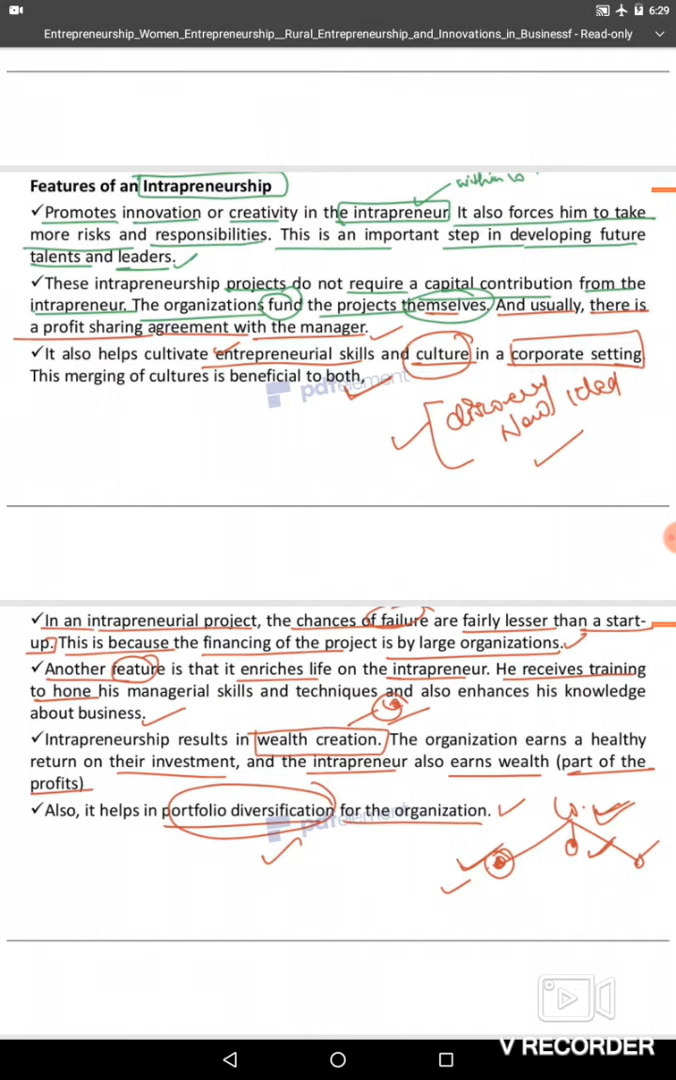 6:29
Entrepreneurship_Women_Entrepreneurship__Rural_Entrepreneurship_and_Innovations_in_Businessf - Read-only
Features of an Intrapreneurship
within co
✓Promotes innovation or creativity in the intrapreneur. It also forces him to take
more risks and responsibilities. This is an important step in developing future
talents and leaders.
✓These intrapreneurship projects do not require a capital contribution from the
intrapreneur. The organizations fund the projects themselves. And usually, there is
a profit sharing agreement with the manager.
✓It also helps cultivate entrepreneurial skills and culture in a corporate setting.
This merging of cultures is beneficial to both.
pdfelement
discovery
New idea
✓In an intrapreneurial project, the chances of failure are fairly lesser than a start-
up. This is because the financing of the project is by large organizations.
✓Another feature is that it enriches life on the intrapreneur. He receives training
to hone his managerial skills and techniques and also enhances his knowledge
about business.
✓Intrapreneurship results in wealth creation. The organization earns a healthy
return on their investment, and the intrapreneur also earns wealth (part of the
profits)
✓Also, it helps in portfolio diversification for the organization.
pdfelement
Co.
V RECORDER